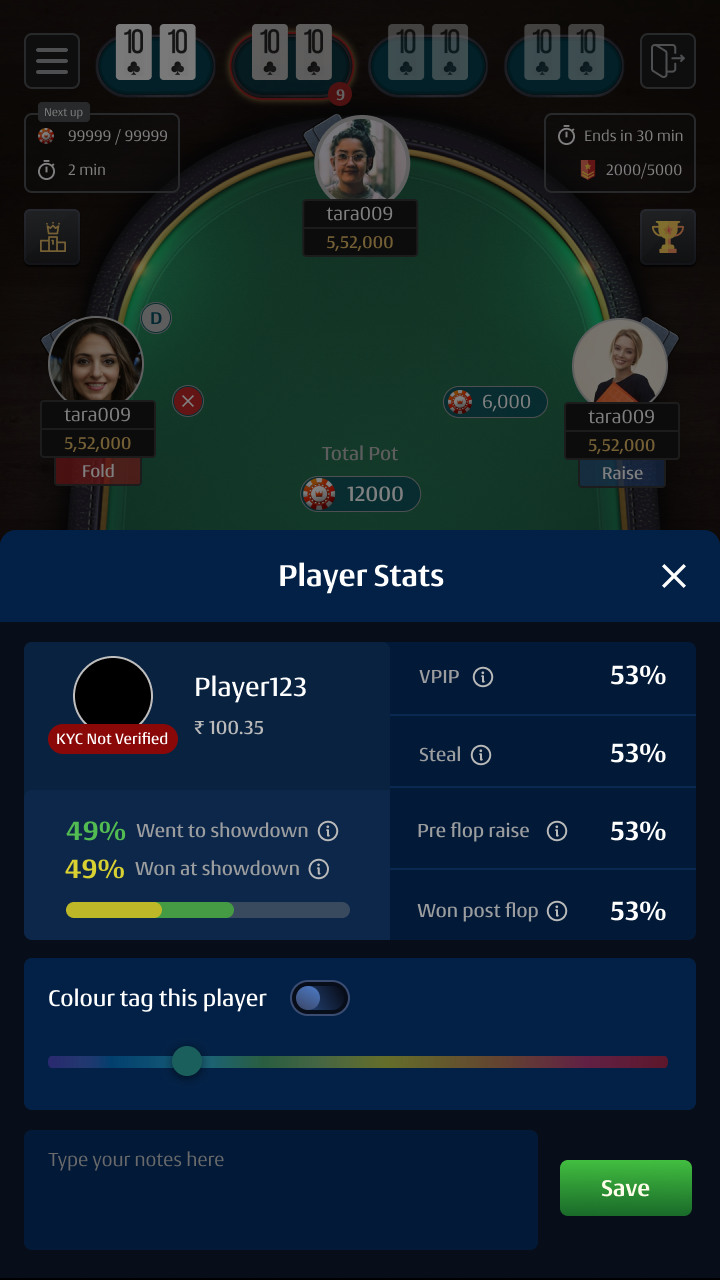 10 10 10 10 10 10 10 10
9
Next up
99999 / 99999
2 min
Ends in 30 min
2000/5000
tara009
5,52,000
1
D
tara009
5,52,000
Fold
6,000
tara009
5,52,000
Raise
Total Pot
12000
Player Stats
Player123
₹ 100.35
KYC Not Verified
49% Went to showdown
49% Won at showdown
VPIP 53%
Steal 53%
Pre flop raise 53%
Won post flop 53%
Colour tag this player
Type your notes here
Save